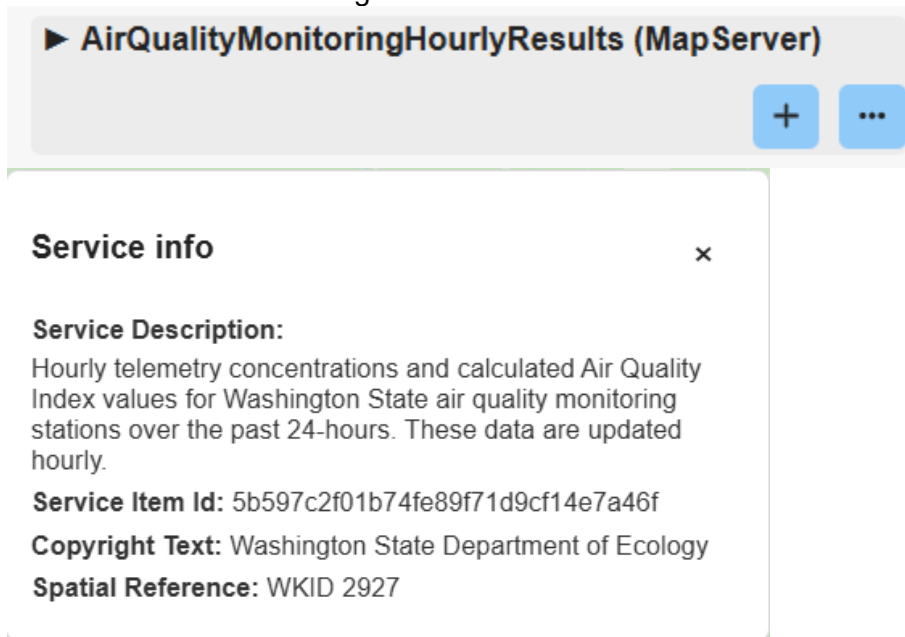 ► AirQualityMonitoringHourlyResults (MapServer)
+ ...
Service info ×
Service Description:
Hourly telemetry concentrations and calculated Air Quality
Index values for Washington State air quality monitoring
stations over the past 24-hours. These data are updated
hourly.
Service Item Id: 5b597c2f01b74fe89f71d9cf14e7a46f
Copyright Text: Washington State Department of Ecology
Spatial Reference: WKID 2927